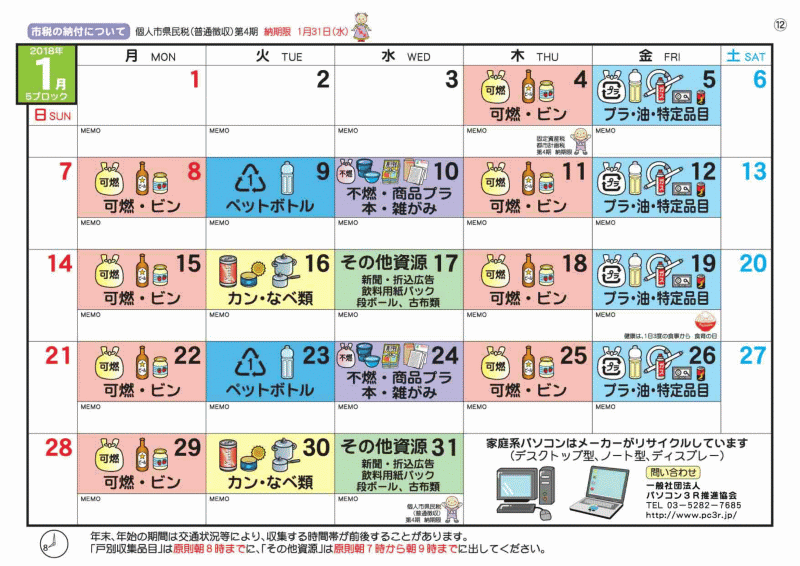 市税の納付について 個人市県民税(普通徴収)第4期 納期限 1月31日(水)
⑫
2018年
1月
5ブロック
日 SUN
月 MON
火 TUE
水 WED
木 THU
金 FRI
土 SAT
1
2
3
可燃
4
可燃・ビン
プラ
5
プラ・油・特定品目
6
MEMO
MEMO
MEMO
MEMO
固定資産税
都市計画税
第4期 納期限
MEMO
7
可燃
8
可燃・ビン
1
9
ペットボトル
不燃
10
不燃・商品プラ
本・雑がみ
可燃
11
可燃・ビン
プラ
12
プラ・油・特定品目
13
MEMO
MEMO
MEMO
MEMO
MEMO
14
可燃
15
可燃・ビン
16
カン・なべ類
その他資源 17
新聞・折込広告
飲料用紙パック
段ボール、古布類
可燃
18
可燃・ビン
プラ
19
プラ・油・特定品目
20
MEMO
MEMO
MEMO
MEMO
MEMO
健康は、1日3度の食事から 食育の日
21
可燃
22
可燃・ビン
1
23
ペットボトル
不燃
24
不燃・商品プラ
本・雑がみ
可燃
25
可燃・ビン
プラ
26
プラ・油・特定品目
27
MEMO
MEMO
MEMO
MEMO
MEMO
28
可燃
29
可燃・ビン
30
カン・なべ類
その他資源 31
新聞・折込広告
飲料用紙パック
段ボール、古布類
MEMO
MEMO
MEMO
個人市県民税
(普通徴収)
第4期 納期限
家庭系パソコンはメーカーがリサイクルしています
(デスクトップ型、ノート型、ディスプレー)
問い合わせ
一般社団法人
パソコン3R推進協会
TEL 03-5282-7685
http://www.pc3r.jp/
8
年末、年始の期間は交通状況等により、収集する時間帯が前後することがあります。
「戸別収集品目」は原則朝8時までに、「その他資源」は原則朝7時から朝9時までに出してください。